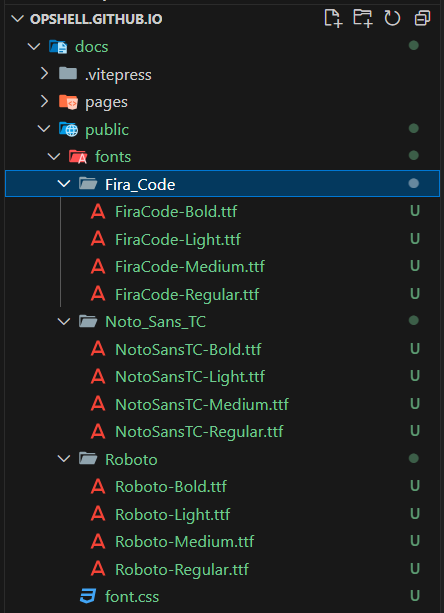 OPSHELL.GITHUB.IO
docs
.vitepress
pages
public
fonts
Fira_Code
FiraCode-Bold.ttf U
FiraCode-Light.ttf U
FiraCode-Medium.ttf U
FiraCode-Regular.ttf U
Noto_Sans_TC
NotoSansTC-Bold.ttf U
NotoSansTC-Light.ttf U
NotoSansTC-Medium.ttf U
NotoSansTC-Regular.ttf U
Roboto
Roboto-Bold.ttf U
Roboto-Light.ttf U
Roboto-Medium.ttf U
Roboto-Regular.ttf U
font.css U